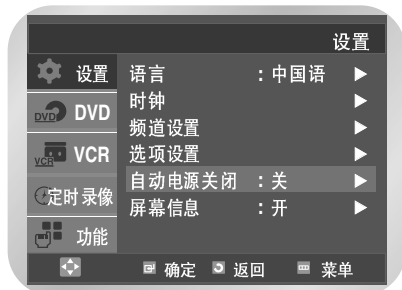 设置
设置
DVD DVD
VCR VCR
定时录像
功能
语言 :中国语 ▶
时钟 ▶
频道设置 ▶
选项设置 ▶
自动电源关闭 :关 ▶
屏幕信息 :开 ▶
确定 返回 菜单